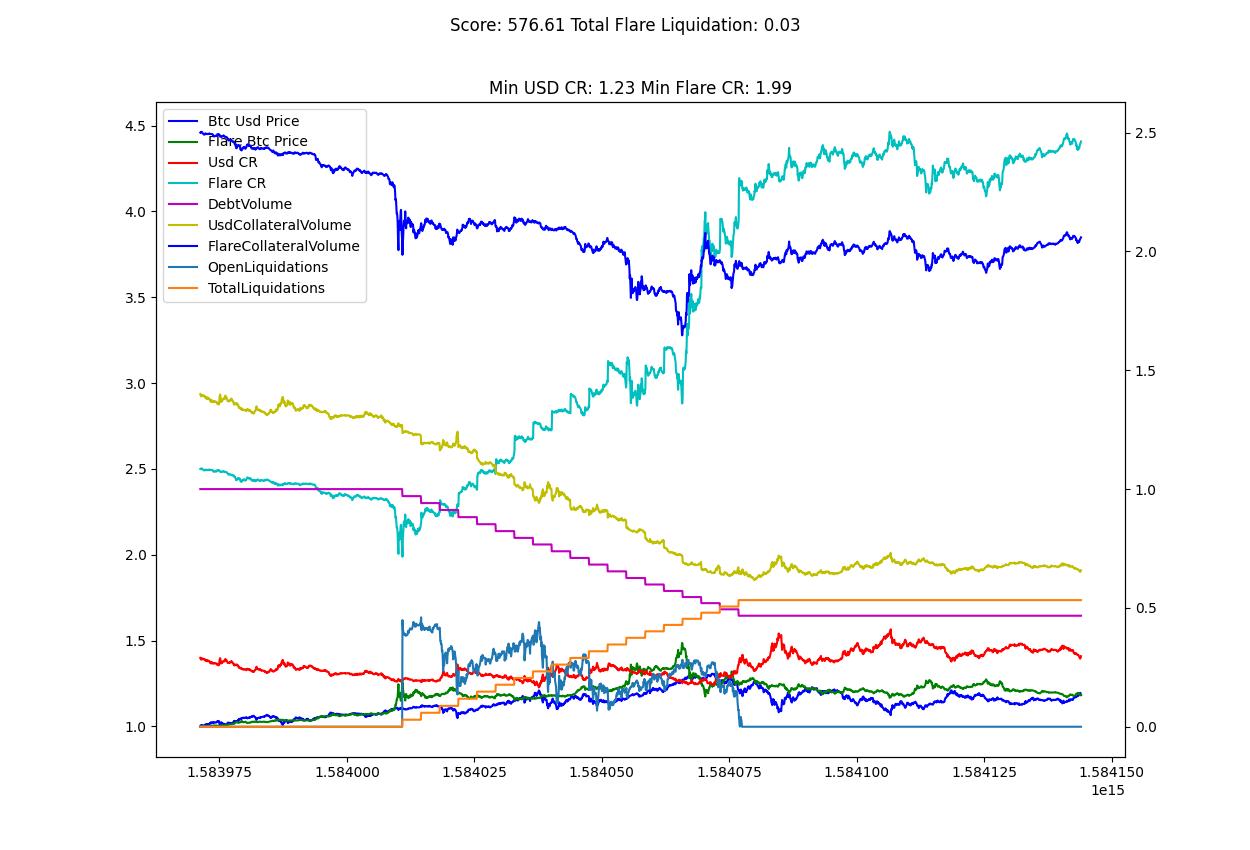 Score: 576.61 Total Flare Liquidation: 0.03
Min USD CR: 1.23 Min Flare CR: 1.99
Btc Usd Price
Flare Btc Price
Usd CR
Flare CR
DebtVolume
UsdCollateralVolume
FlareCollateralVolume
OpenLiquidations
TotalLiquidations
4.5
4.0
3.5
3.0
2.5
2.0
1.5
1.0
2.5
2.0
1.5
1.0
0.5
0.0
1.583975 1.584000 1.584025 1.584050 1.584075 1.584100 1.584125 1.584150
1e15